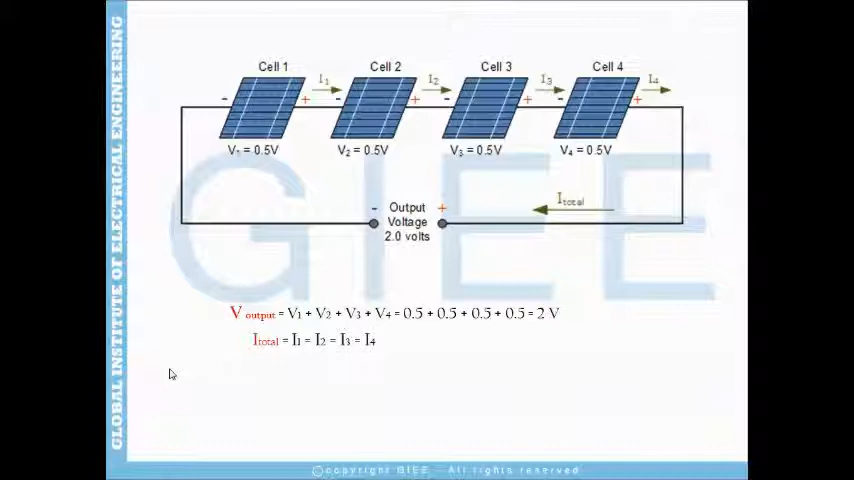 GLOBAL INSTITUTE OF ELECTRICAL ENGINEERING
Cell 1 Cell 2 Cell 3 Cell 4
I₁ I₂ I₃ I₄
- + - + - + - +
V₁ = 0.5V V₂ = 0.5V V₃ = 0.5V V₄ = 0.5V
GIEE
Itotal
- Output +
Voltage
2.0 volts
V output = V1 + V2 + V3 + V4 = 0.5 + 0.5 + 0.5 + 0.5 = 2 V
Itotal = I1 = I2 = I3 = I4
©copyright GIEE - All rights reserved